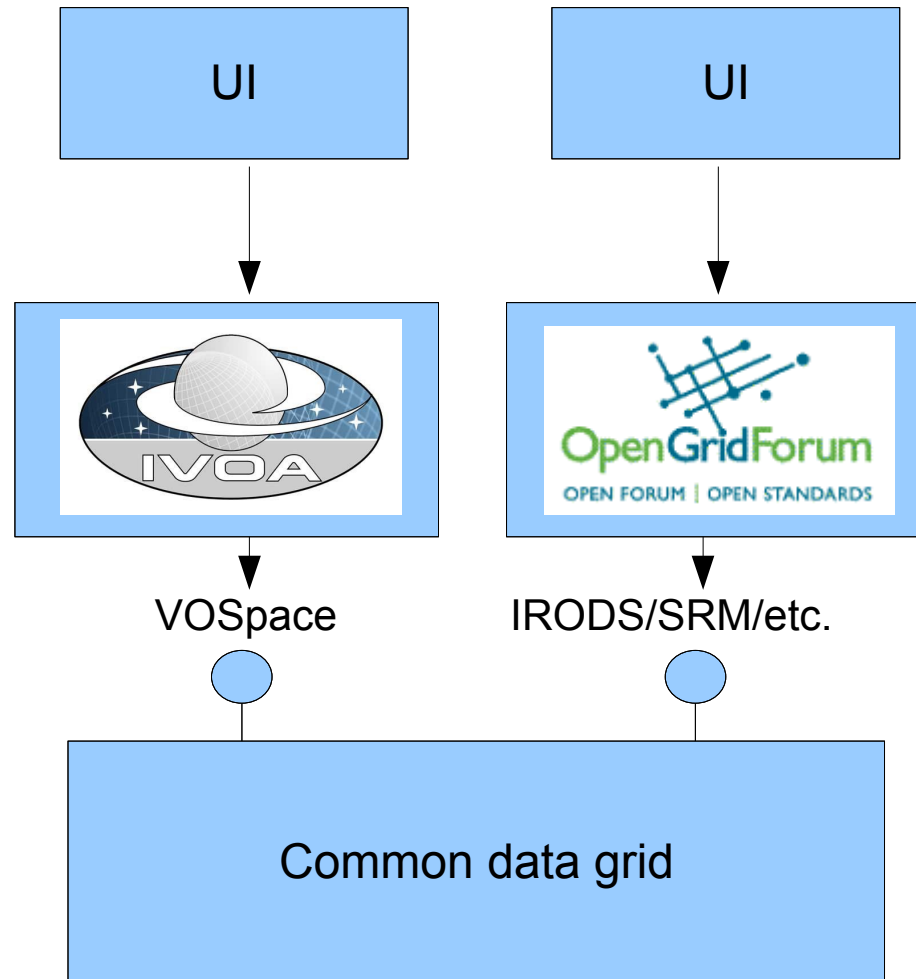 UI
UI
IVOA
OpenGridForum
OPEN FORUM | OPEN STANDARDS
VOSpace
IRODS/SRM/etc.
Common data grid